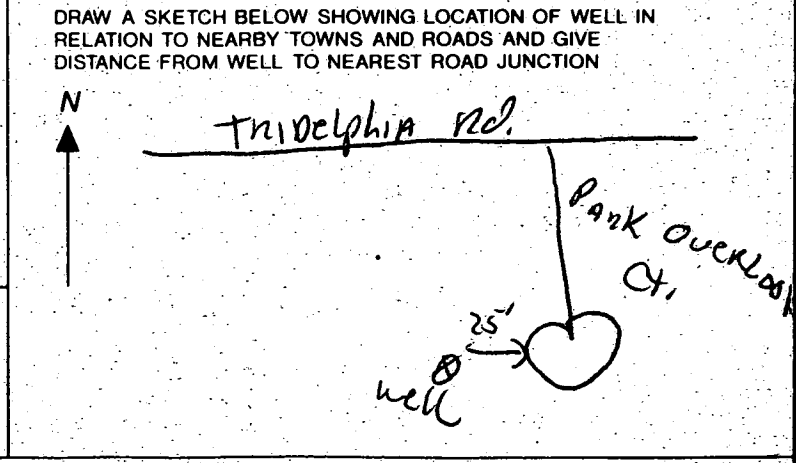 DRAW A SKETCH BELOW SHOWING LOCATION OF WELL IN
RELATION TO NEARBY TOWNS AND ROADS AND GIVE
DISTANCE FROM WELL TO NEAREST ROAD JUNCTION
N
TRIDelphIA Rd.
PARK OVERLOOK
Ct.
25'
well